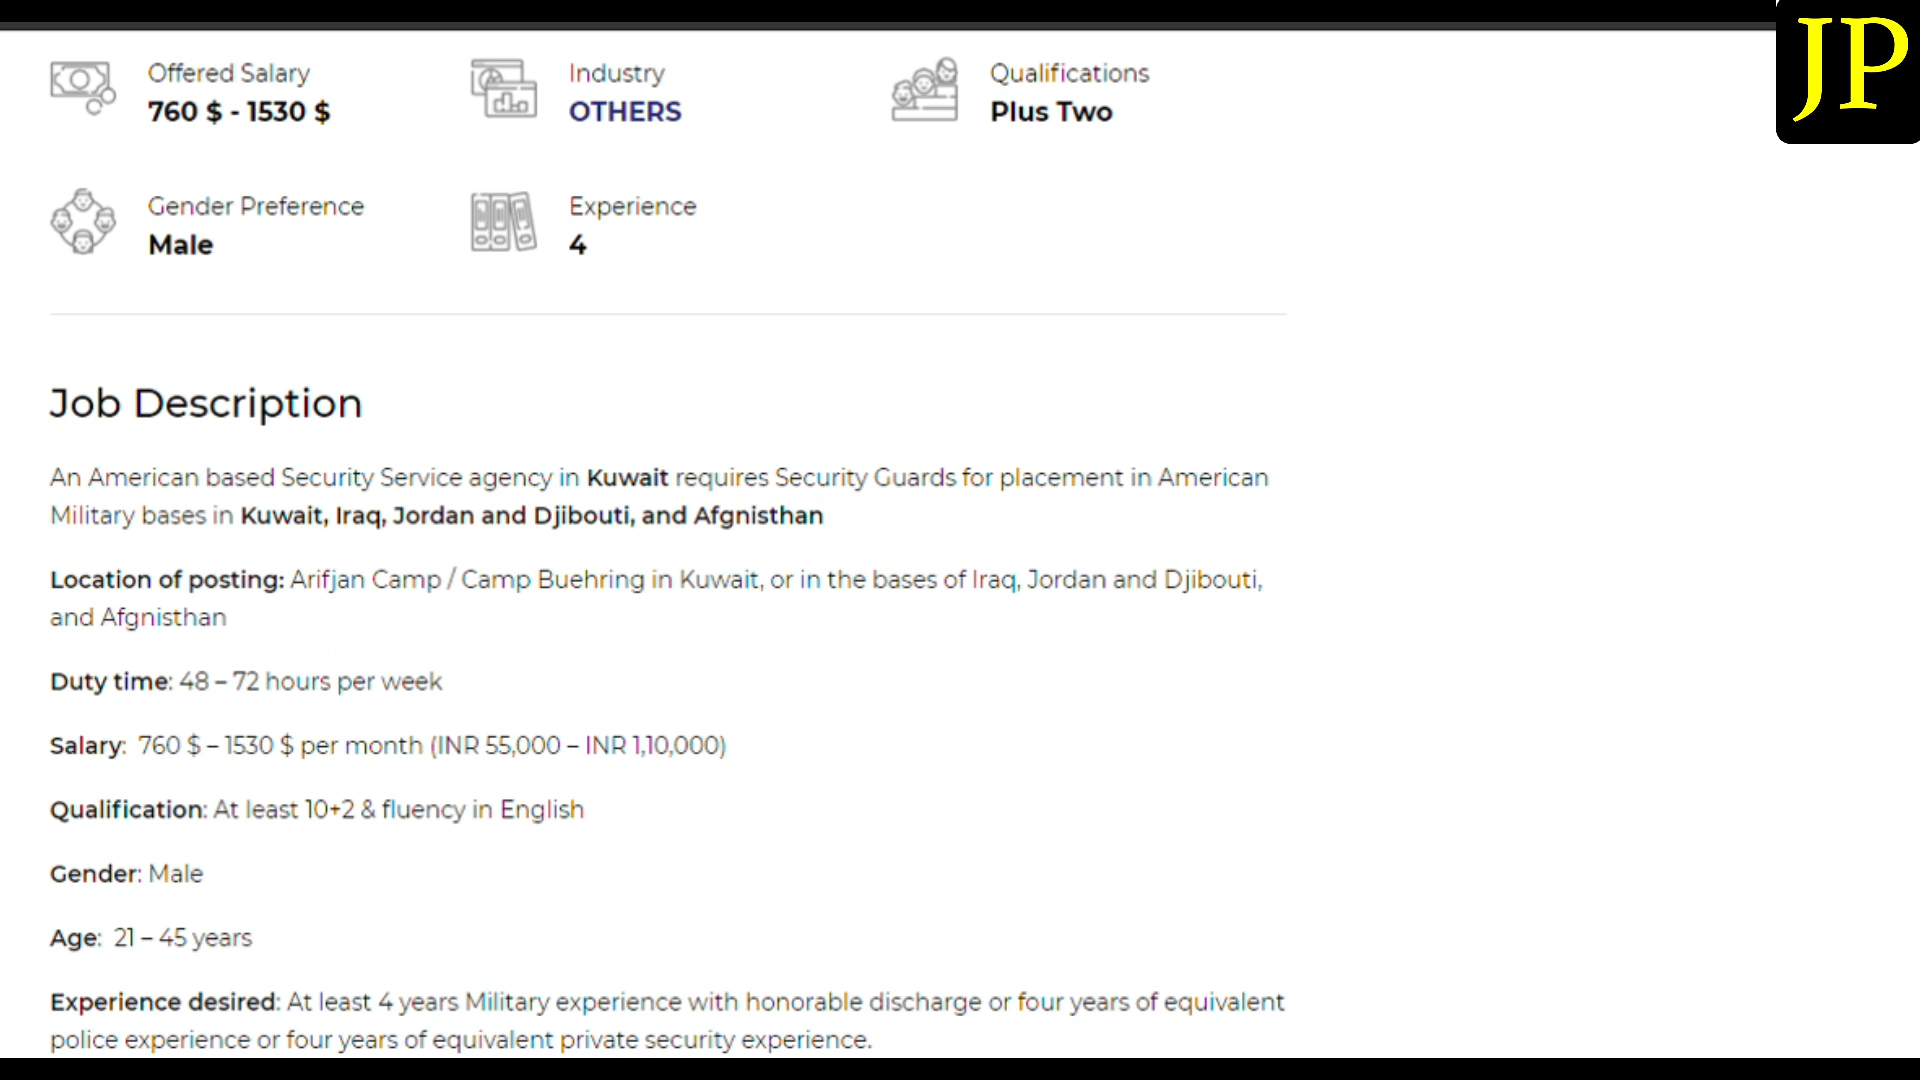 JP
Offered Salary
760 $ - 1530 $
Industry
OTHERS
Qualifications
Plus Two
Gender Preference
Male
Experience
4
Job Description
An American based Security Service agency in Kuwait requires Security Guards for placement in American
Military bases in Kuwait, Iraq, Jordan and Djibouti, and Afgnisthan
Location of posting: Arifjan Camp / Camp Buehring in Kuwait, or in the bases of Iraq, Jordan and Djibouti,
and Afgnisthan
Duty time: 48 – 72 hours per week
Salary: 760 $ – 1530 $ per month (INR 55,000 – INR 1,10,000)
Qualification: At least 10+2 & fluency in English
Gender: Male
Age: 21 – 45 years
Experience desired: At least 4 years Military experience with honorable discharge or four years of equivalent
police experience or four years of equivalent private security experience.